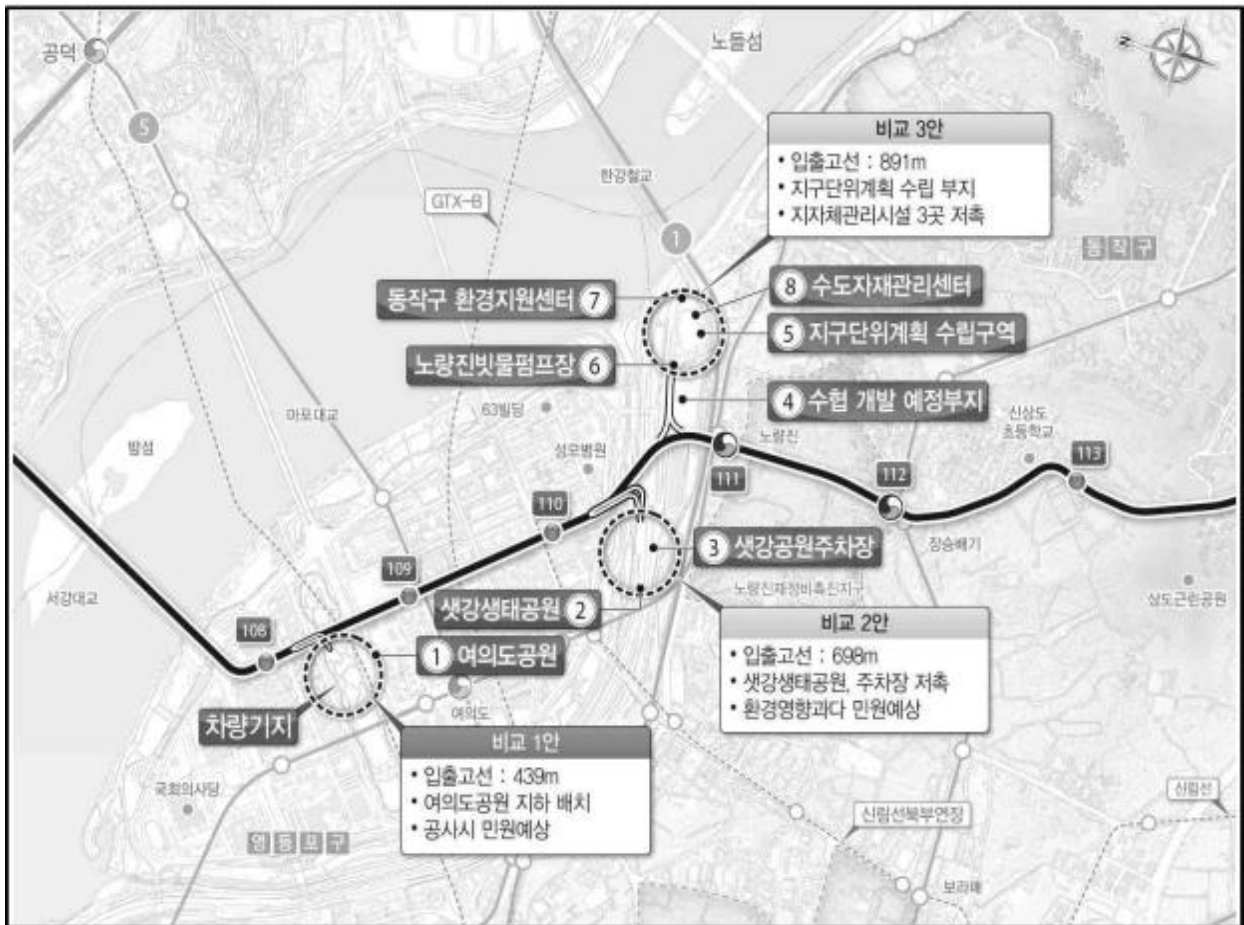 공덕
노들섬
N
5
비교 3안
• 입출고선 : 891m
• 지구단위계획 수립 부지
• 지자체관리시설 3곳 저촉
한강철교
GTX-B
1
동작구
동작구 환경지원센터 ⑦
⑧ 수도자재관리센터
⑤ 지구단위계획 수립구역
노량진빗물펌프장 ⑥
④ 수협 개발 예정부지
63빌딩
마포대교
밤섬
성모병원
노량진
신상도
초등학교
113
111
112
110
장승배기
③ 샛강공원주차장
노량진재정비촉진지구
상도근린공원
서강대교
109
샛강생태공원 ②
108
① 여의도공원
비교 2안
• 입출고선 : 698m
• 샛강생태공원, 주차장 저촉
• 환경영향과다 민원예상
여의도
차량기지
비교 1안
• 입출고선 : 439m
• 여의도공원 지하 배치
• 공사시 민원예상
국회의사당
영등포구
신림선북부연장
신림선
보라매